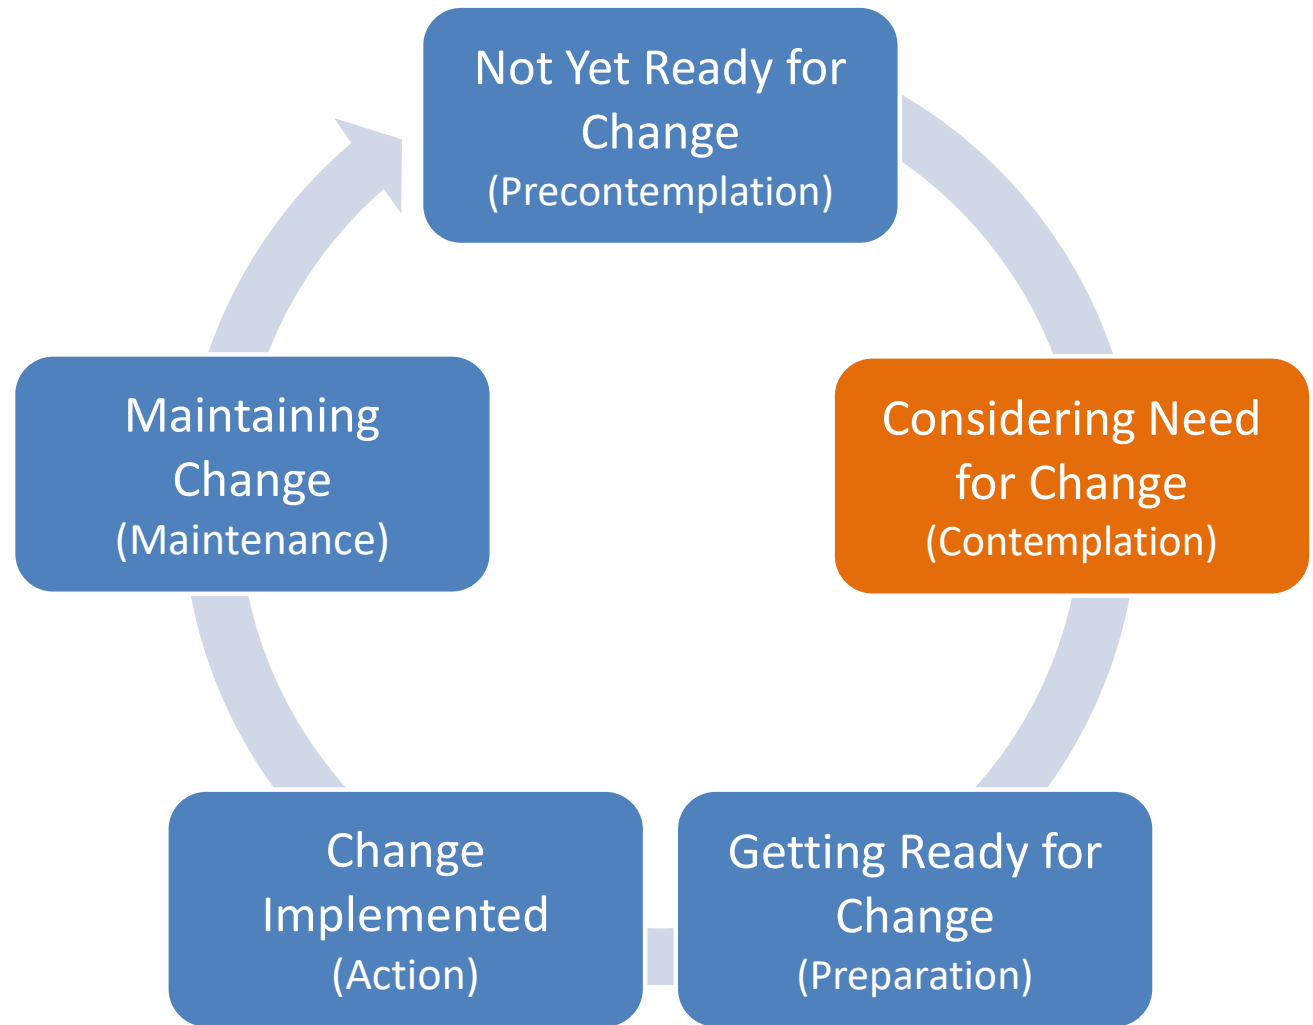 Not Yet Ready for
Change
(Precontemplation)
Considering Need
for Change
(Contemplation)
Getting Ready for
Change
(Preparation)
Change
Implemented
(Action)
Maintaining
Change
(Maintenance)